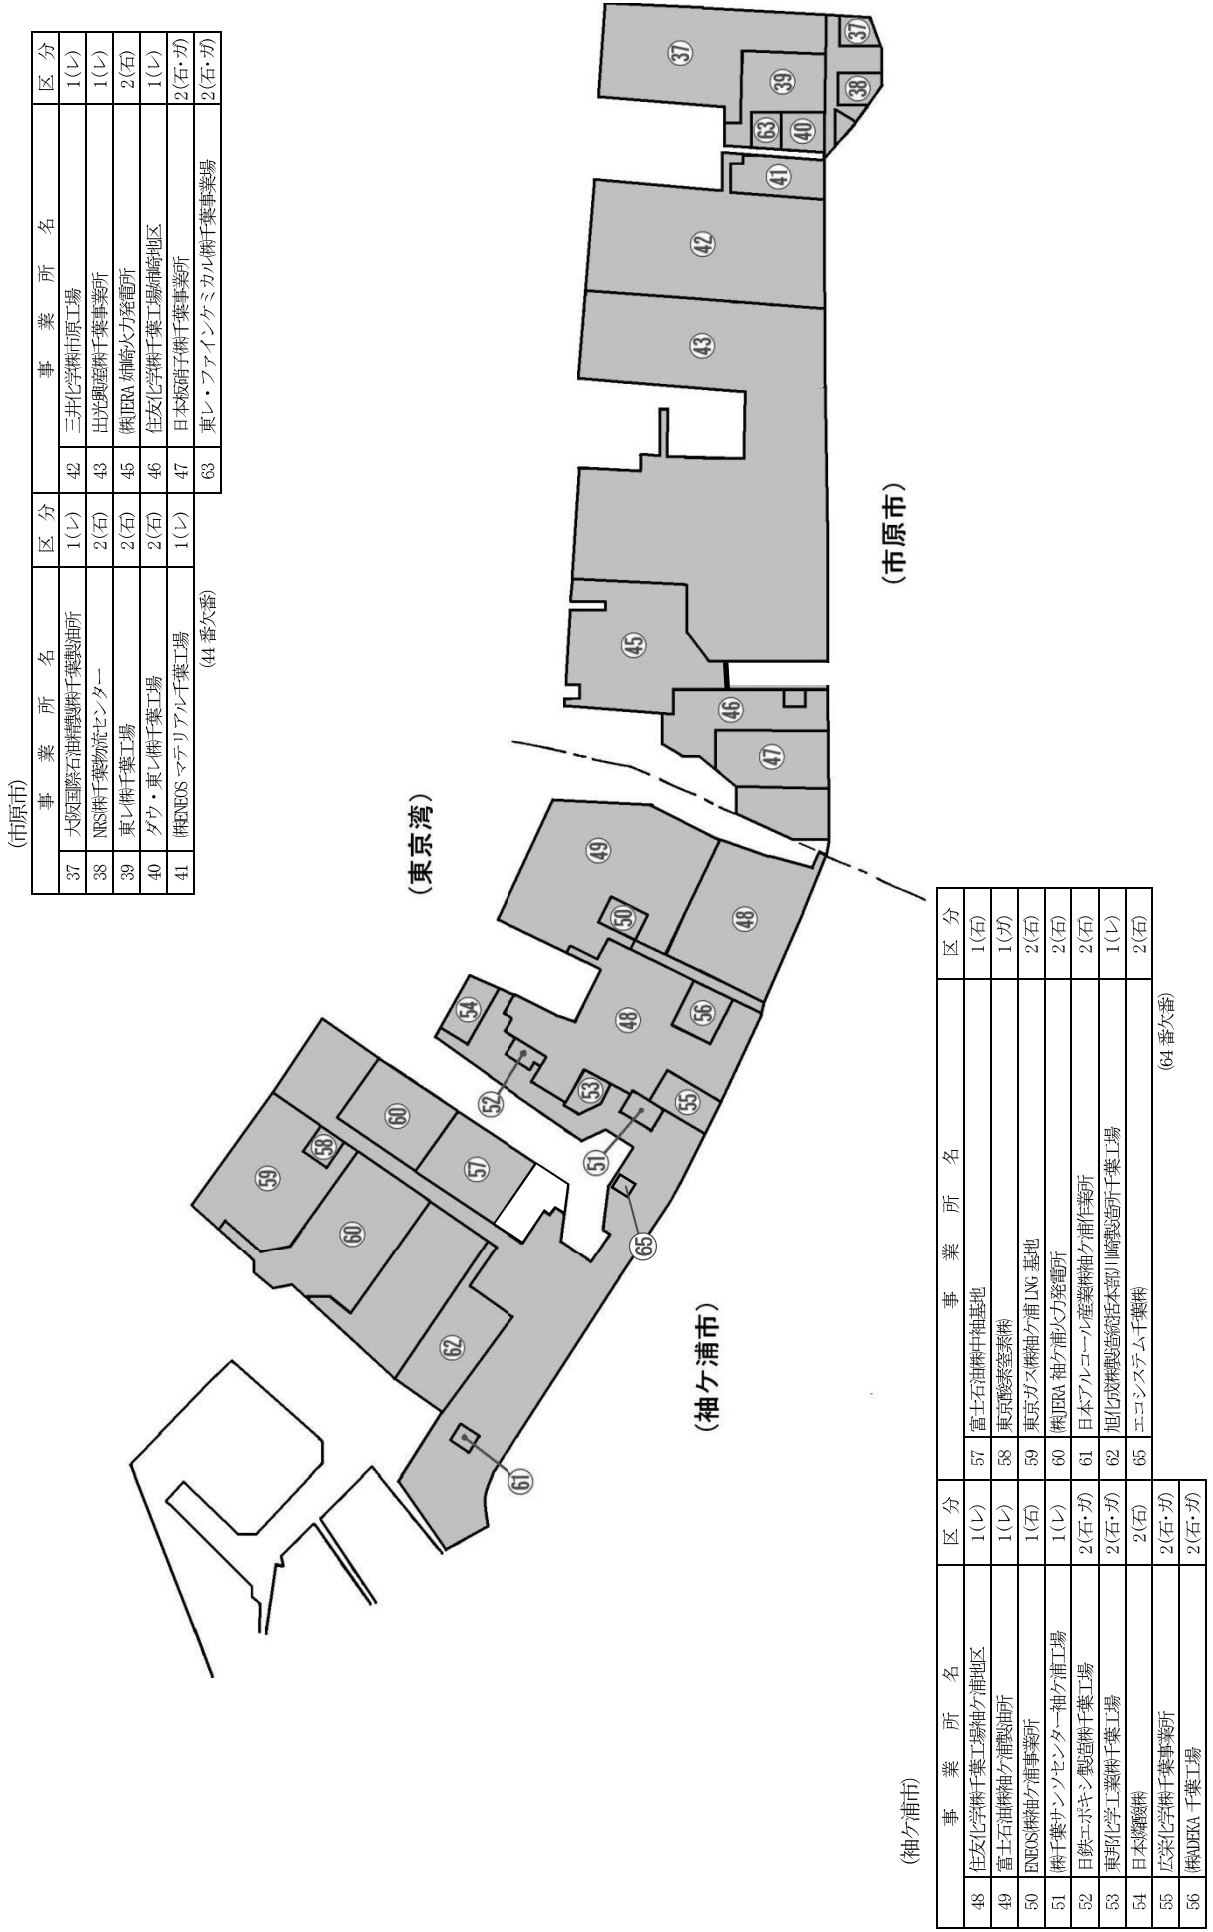 (市原市)
事業所名 区分 事業所名 区分
37 大阪国際石油精製㈱千葉製油所 1(レ) 42 三井化学㈱市原工場 1(レ)
38 NRS㈱千葉物流センター 2(石) 43 出光興産㈱千葉事業所 1(レ)
39 東レ㈱千葉工場 2(石) 45 ㈱JERA 姉崎火力発電所 2(石)
40 ダウ・東レ㈱千葉工場 2(石) 46 住友化学㈱千葉工場姉崎地区 1(レ)
41 ㈱ENEOS マテリアル千葉工場 1(レ) 47 日本板硝子㈱千葉事業所 2(石・ガ)
(44 番欠番) 63 東レ・ファインケミカル㈱千葉事業場 2(石・ガ)
(東京湾)
59
58
60
60
57
62
61
54
52
53
51
65
48
56
55
49
50
48
45
46
47
43
42
41
63
40
39
37
38
37
(袖ケ浦市)
(市原市)
(袖ケ浦市)
事業所名 区分 事業所名 区分
48 住友化学㈱千葉工場袖ケ浦地区 1(レ) 57 富士石油㈱中袖基地 1(石)
49 富士石油㈱袖ケ浦製油所 1(レ) 58 東京酸素窒素㈱ 1(ガ)
50 ENEOS㈱袖ケ浦事業所 1(石) 59 東京ガス㈱袖ケ浦 LNG 基地 2(石)
51 ㈱千葉サンソセンター袖ケ浦工場 1(レ) 60 ㈱JERA 袖ケ浦火力発電所 2(石)
52 日鉄エポキシ製造㈱千葉工場 2(石・ガ) 61 日本アルコール産業㈱袖ケ浦作業所 2(石)
53 東邦化学工業㈱千葉工場 2(石・ガ) 62 旭化成㈱製造統括本部川崎製造所千葉工場 1(レ)
54 日本燐酸㈱ 2(石) 65 エコシステム千葉㈱ 2(石)
55 広栄化学㈱千葉事業所 2(石・ガ) (64 番欠番)
56 ㈱ADEKA 千葉工場 2(石・ガ)